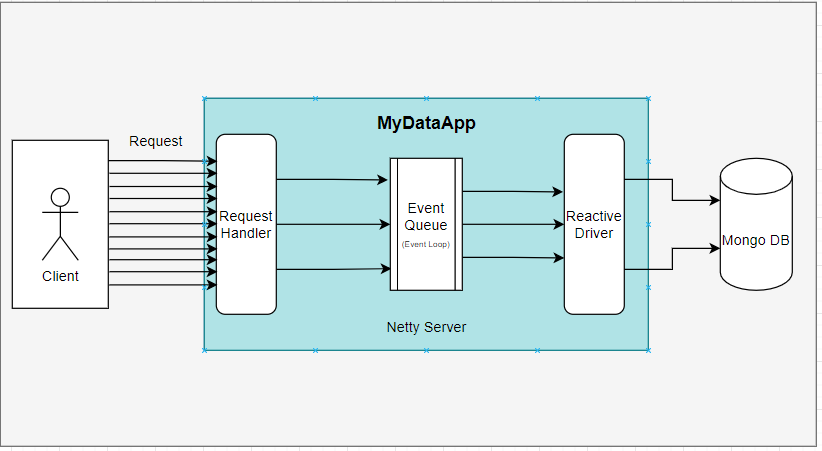 MyDataApp
Request
Request
Handler
Event
Queue
(Event Loop)
Reactive
Driver
Mongo DB
Client
Netty Server